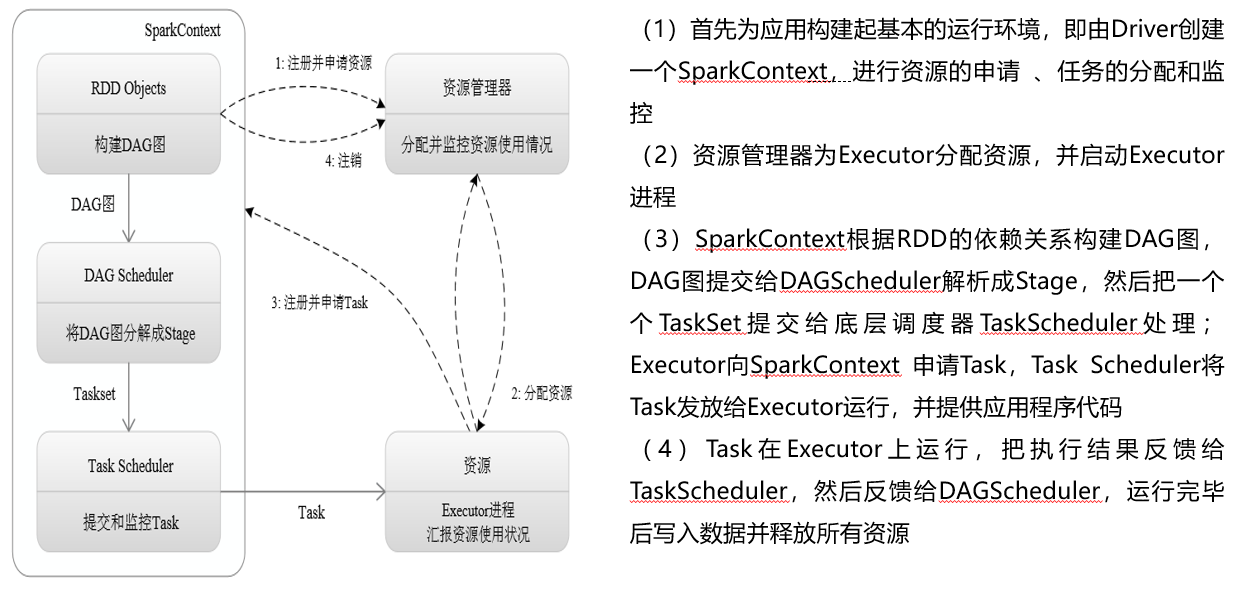 SparkContext
RDD Objects
构建DAG图
1: 注册并申请资源
4: 注销
资源管理器
分配并监控资源使用情况
DAG图
DAG Scheduler
将DAG图分解成Stage
3: 注册并申请Task
2: 分配资源
Taskset
Task Scheduler
提交和监控Task
Task
资源
Executor进程
汇报资源使用状况
（1）首先为应用构建起基本的运行环境，即由Driver创建
一个SparkContext，进行资源的申请 、任务的分配和监
控
（2）资源管理器为Executor分配资源，并启动Executor
进程
（3）SparkContext根据RDD的依赖关系构建DAG图，
DAG图提交给DAGScheduler解析成Stage，然后把一个
个TaskSet提交给底层调度器TaskScheduler处理；
Executor向SparkContext 申请Task，Task Scheduler将
Task发放给Executor运行，并提供应用程序代码
（4）Task在Executor上运行，把执行结果反馈给
TaskScheduler，然后反馈给DAGScheduler，运行完毕
后写入数据并释放所有资源